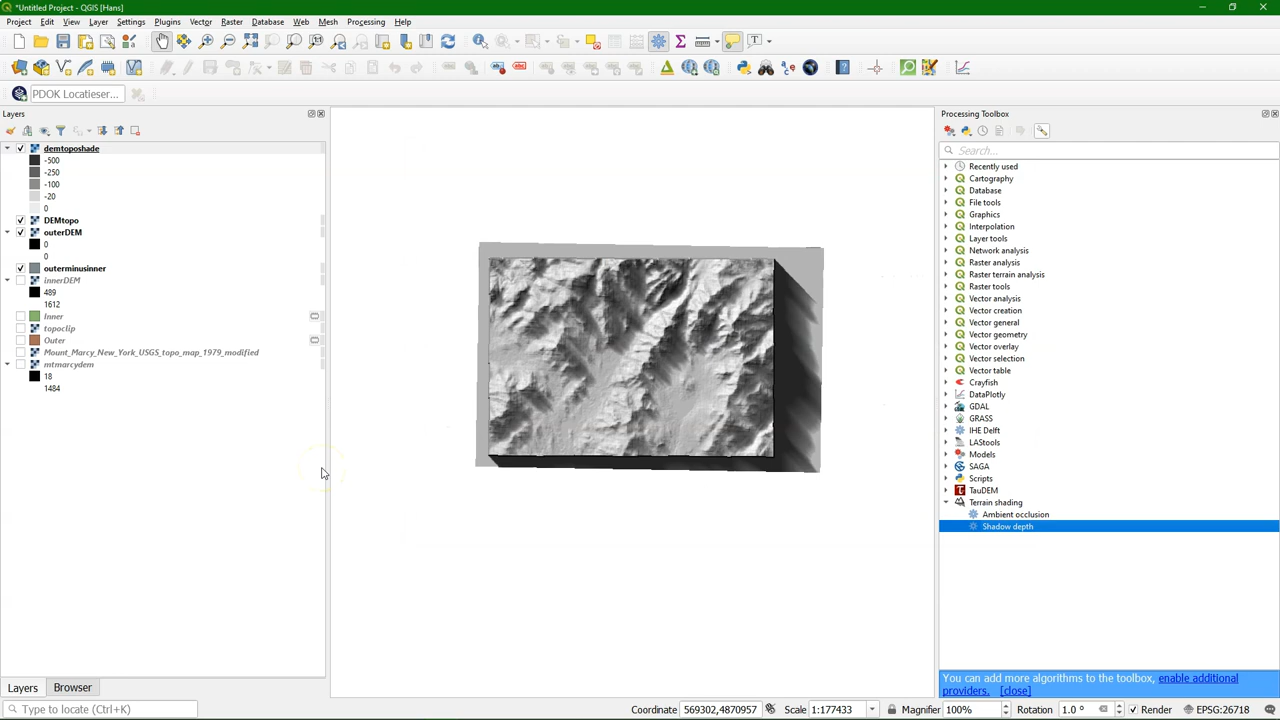 *Untitled Project - QGIS [Hans]
Project Edit View Layer Settings Plugins Vector Raster Database Web Mesh Processing Help
PDOK Locatieser...
Layers
demtoposhade
-500
-250
-100
-20
0
DEMtopo
outerDEM
0
0
outerminusinner
innerDEM
489
1612
Inner
topoclip
Outer
Mount_Marcy_New_York_USGS_topo_map_1979_modified
mtmarcydem
18
1484
Layers Browser
Processing Toolbox
Search...
Recently used
Cartography
Database
File tools
Graphics
Interpolation
Layer tools
Network analysis
Raster analysis
Raster terrain analysis
Raster tools
Vector analysis
Vector creation
Vector general
Vector geometry
Vector overlay
Vector selection
Vector table
Crayfish
DataPlotly
GDAL
GRASS
IHE Delft
LAStools
Models
SAGA
Scripts
TauDEM
Terrain shading
Ambient occlusion
Shadow depth
You can add more algorithms to the toolbox, enable additional
providers. [close]
Type to locate (Ctrl+K) Coordinate 569302,4870957 Scale 1:177433 Magnifier 100% Rotation 1.0 ° Render EPSG:26718